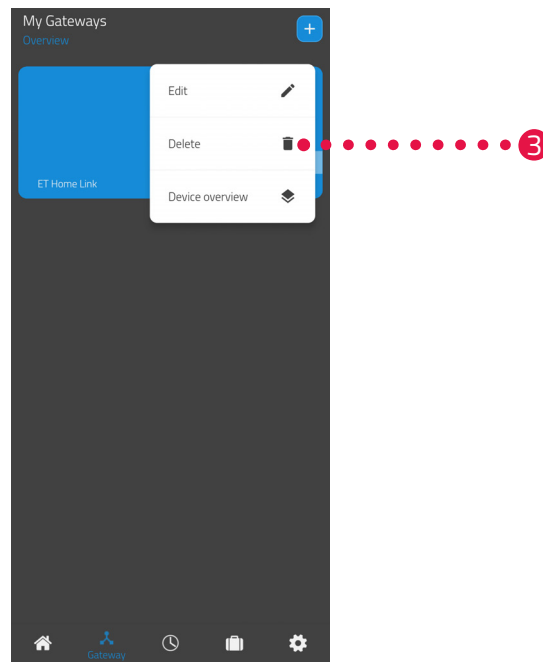 My Gateways
Overview
+
Edit
Delete
3
ET Home Link
Device overview
Gateway